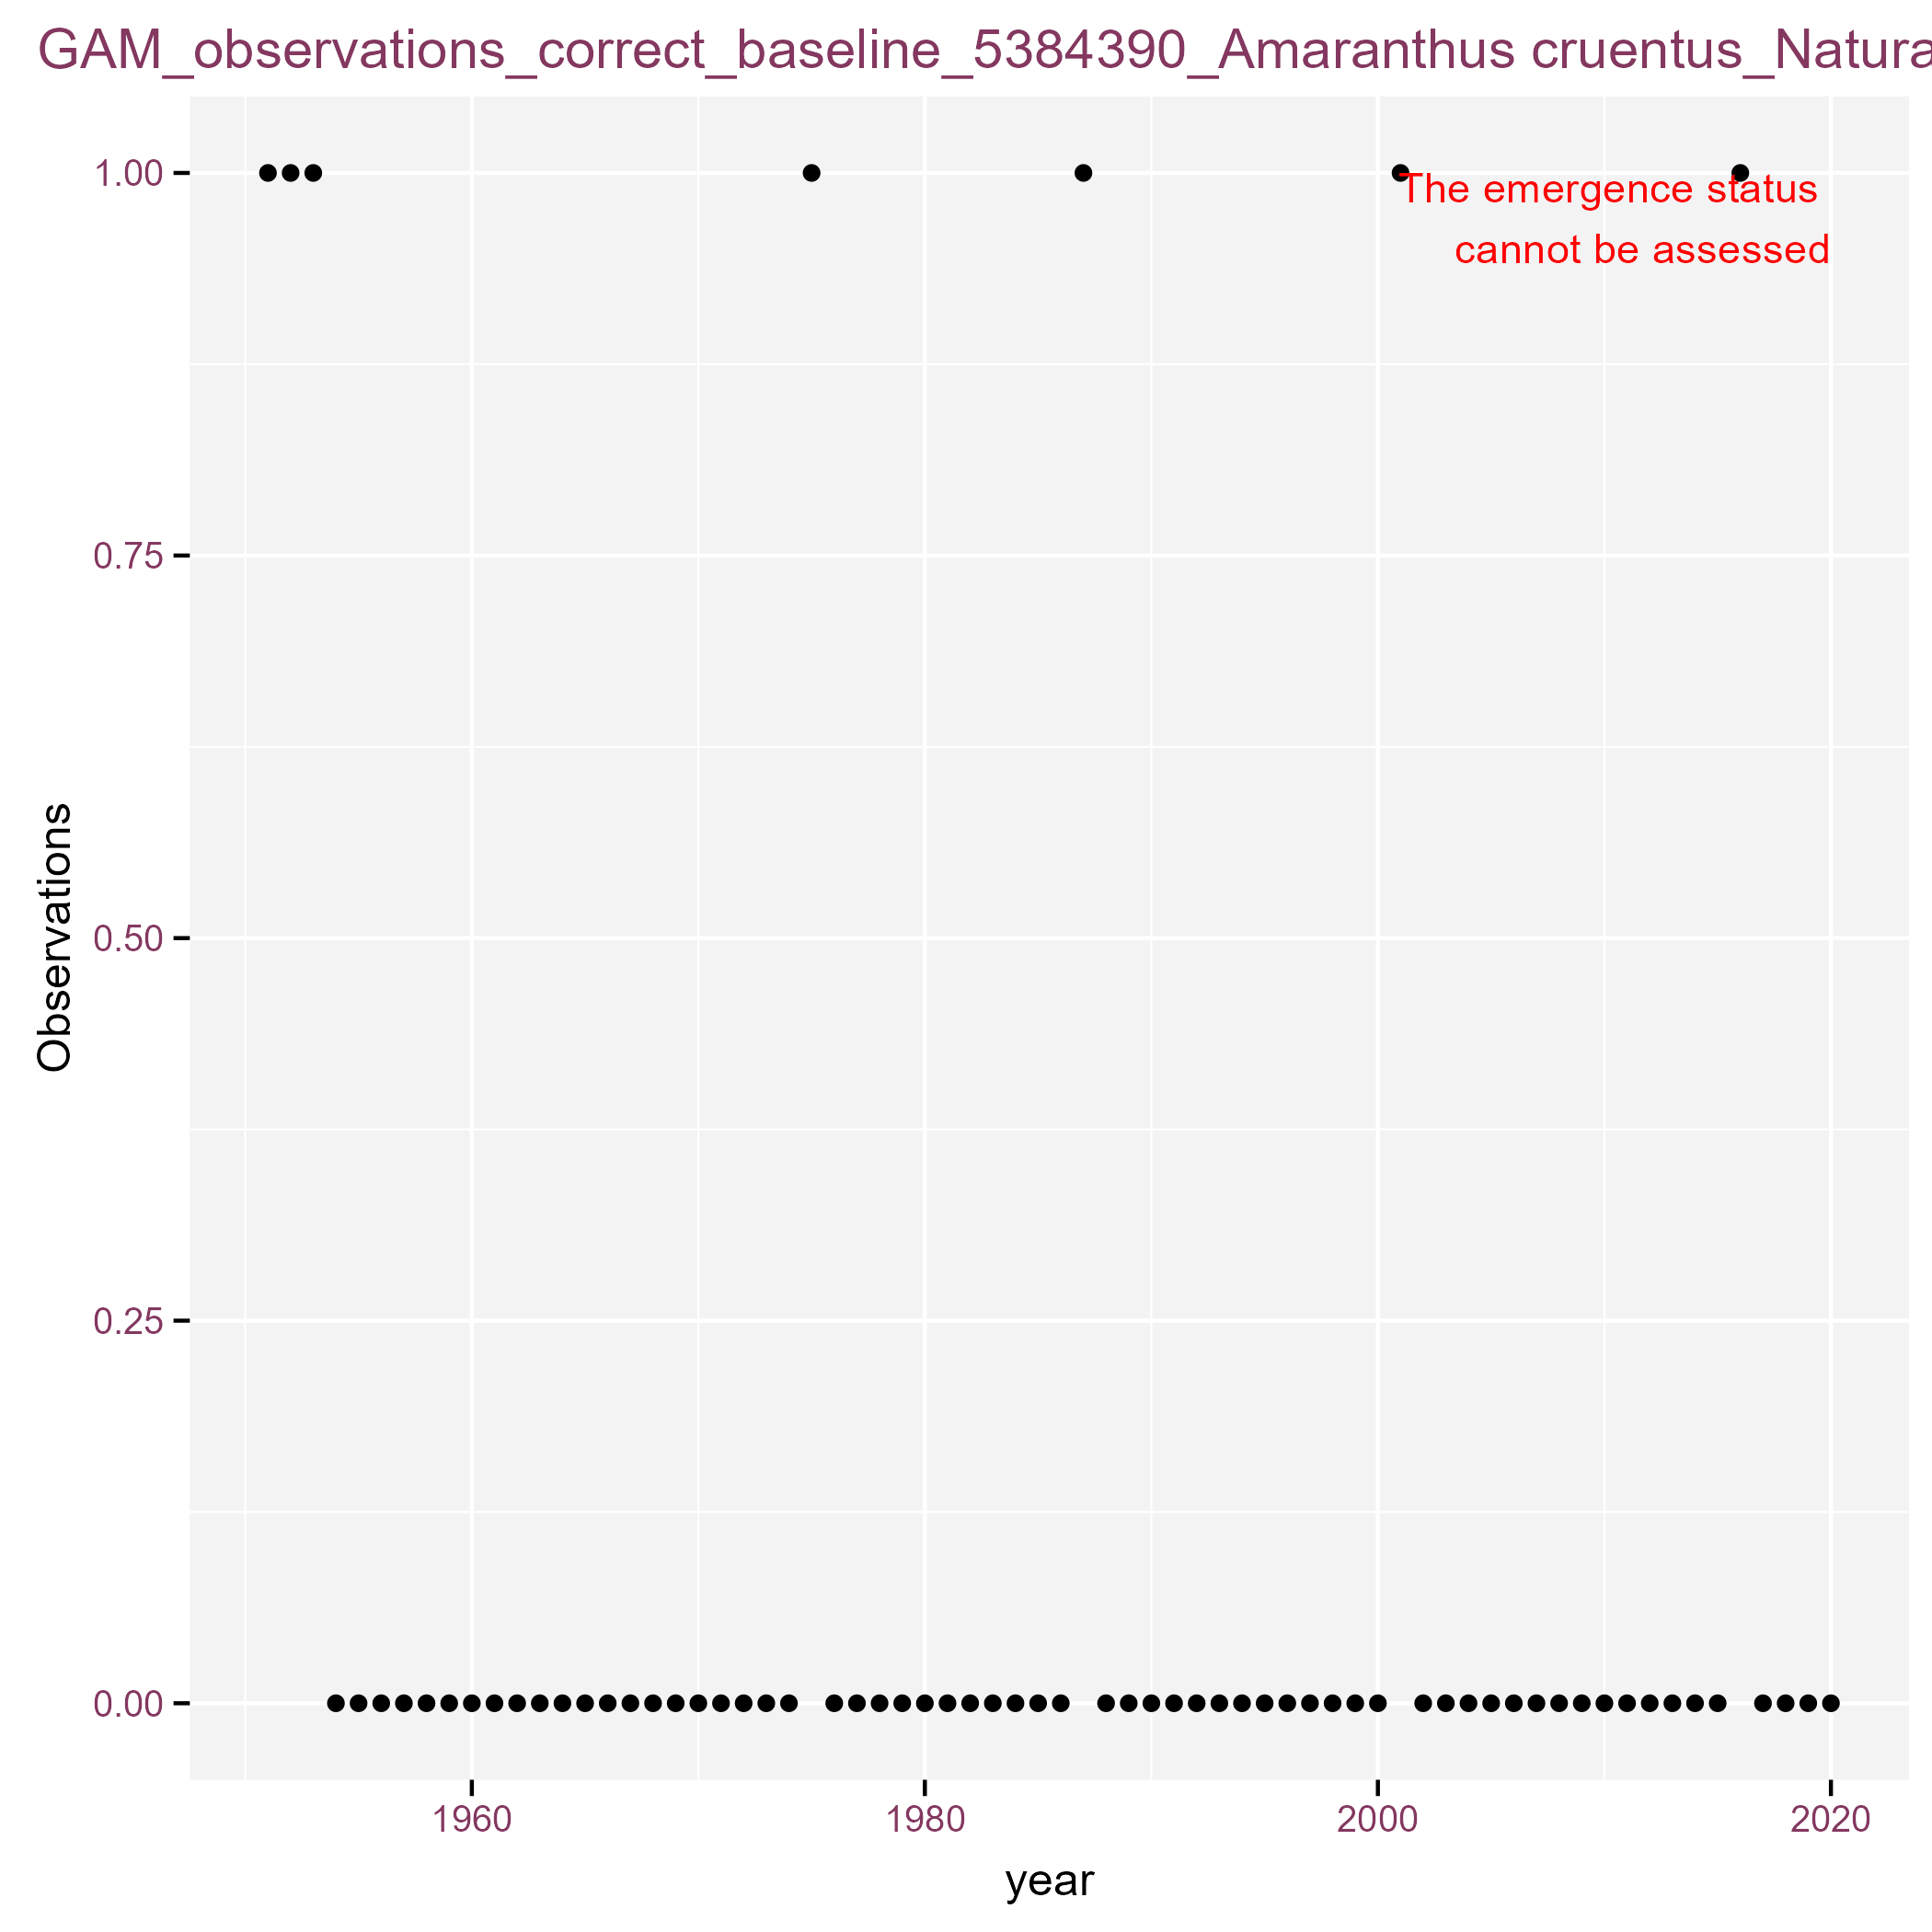 GAM_observations_correct_baseline_5384390_Amaranthus cruentus_Natura
1.00
The emergence status
cannot be assessed
0.75
0.50
0.25
0.00
Observations
1960 1980 2000 2020
year